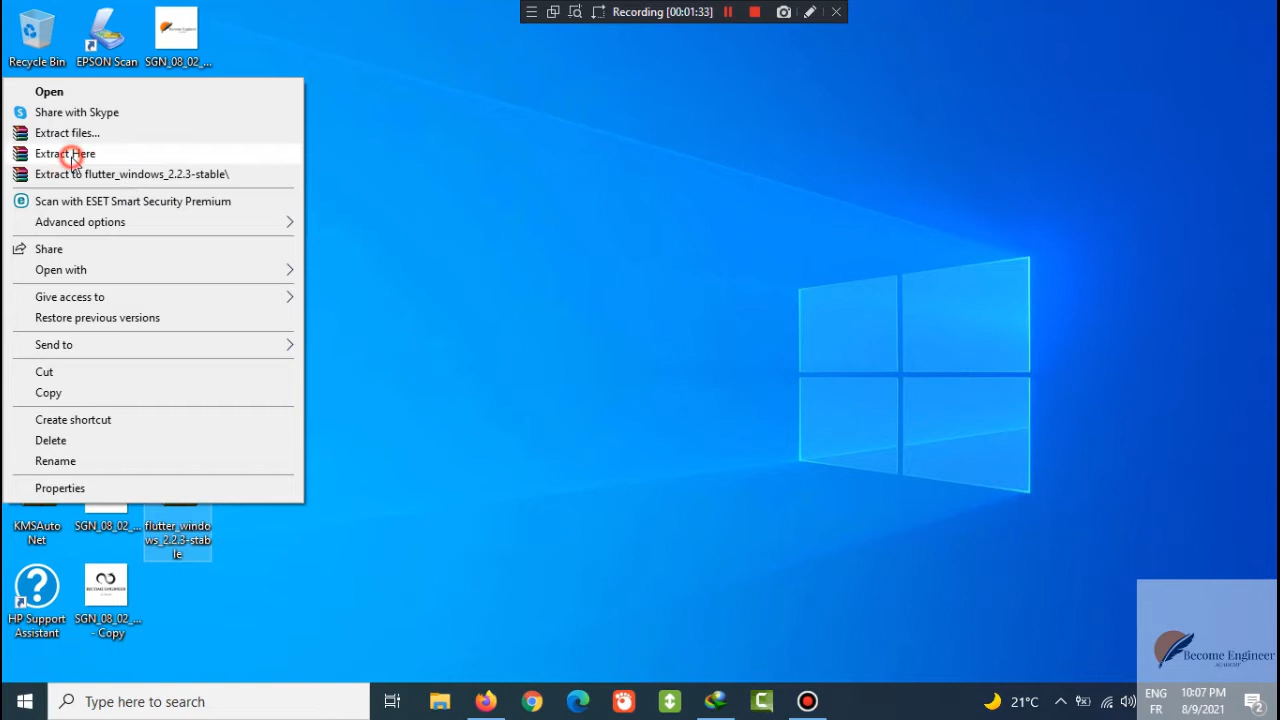 Recording [00:01:33]
Recycle Bin
EPSON Scan
SGN_08_02_...
Open
Share with Skype
Extract files...
Extract Here
Extract to flutter_windows_2.2.3-stable\
Scan with ESET Smart Security Premium
Advanced options
Share
Open with
Give access to
Restore previous versions
Send to
Cut
Copy
Create shortcut
Delete
Rename
Properties
KMSAuto
Net
SGN_08_02_...
flutter_windo
ws_2.2.3-stab
le
HP Support
Assistant
BECOME ENGINEER
SGN_08_02_...
- Copy
Become Engineer
ACADEMY
Type here to search
21°C
ENG
FR
10:07 PM
8/9/2021
2